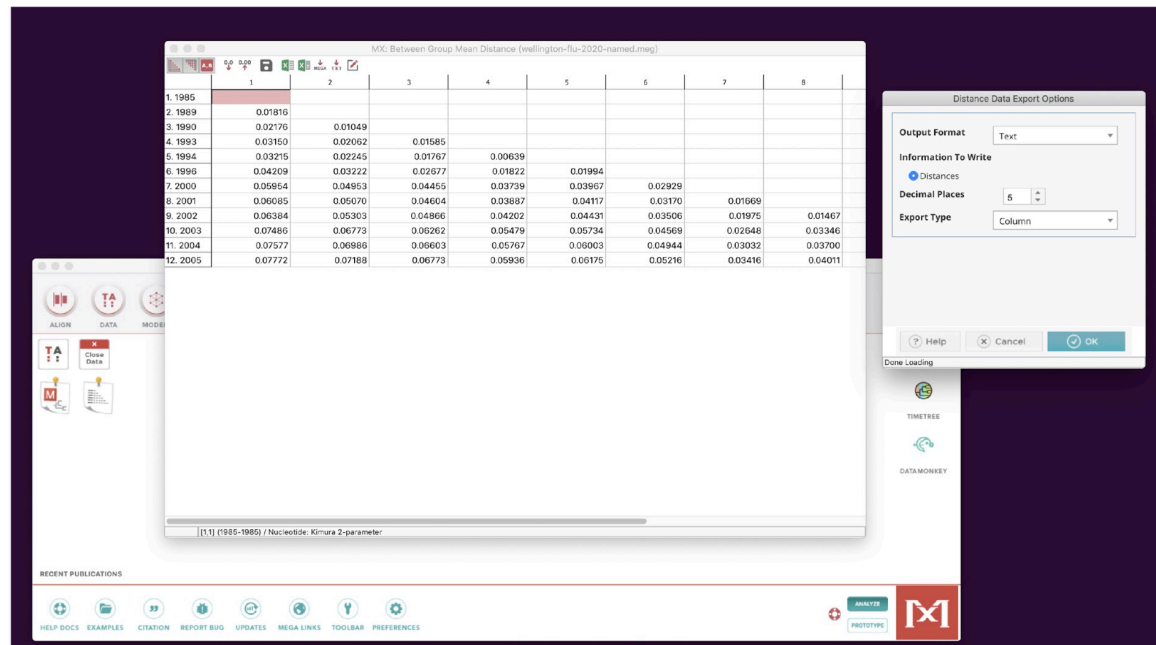 MX: Between Group Mean Distance (wellington-flu-2020-named.meg)
1 2 3 4 5 6 7 8
1. 1985
2. 1989 0.01816
3. 1990 0.02176 0.01049
4. 1993 0.03150 0.02062 0.01585
5. 1994 0.03215 0.02245 0.01767 0.00639
6. 1996 0.04209 0.03222 0.02677 0.01822 0.01994
7. 2000 0.05954 0.04953 0.04455 0.03739 0.03967 0.02929
8. 2001 0.06085 0.05070 0.04604 0.03887 0.04117 0.03170 0.01669
9. 2002 0.06384 0.05303 0.04866 0.04202 0.04431 0.03506 0.01975 0.01467
10. 2003 0.07486 0.06773 0.06262 0.05479 0.05734 0.04569 0.02648 0.03346
11. 2004 0.07577 0.06986 0.06603 0.05767 0.06003 0.04944 0.03032 0.03700
12. 2005 0.07772 0.07188 0.06773 0.05936 0.06175 0.05216 0.03416 0.04011
[1,1] (1985-1985) / Nucleotide: Kimura 2-parameter
Distance Data Export Options
Output Format Text
Information To Write
Distances
Decimal Places 5
Export Type Column
? Help Cancel OK
Done Loading
TA
ALIGN DATA MODE
TA
Close
Data
M
TIMETREE
DATAMONKEY
RECENT PUBLICATIONS
HELP DOCS EXAMPLES CITATION REPORT BUG UPDATES MEGA LINKS TOOLBAR PREFERENCES
ANALYZE
PROTOTYPE